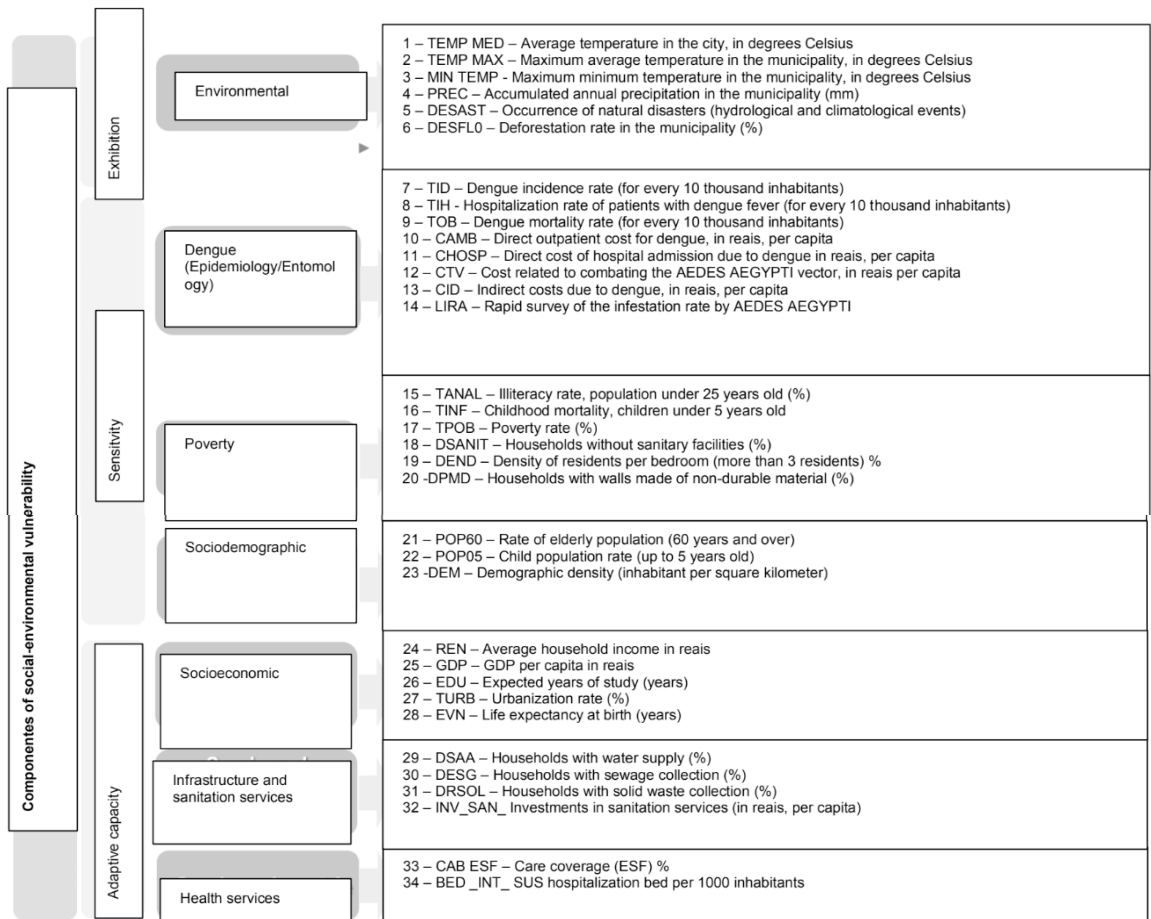 Componentes of social-environmental vulnerability
Exhibition
Environmental
1 – TEMP MED – Average temperature in the city, in degrees Celsius
2 – TEMP MAX – Maximum average temperature in the municipality, in degrees Celsius
3 – MIN TEMP - Maximum minimum temperature in the municipality, in degrees Celsius
4 – PREC – Accumulated annual precipitation in the municipality (mm)
5 – DESAST – Occurrence of natural disasters (hydrological and climatological events)
6 – DESFL0 – Deforestation rate in the municipality (%)
Sensitvity
Dengue
(Epidemiology/Entomol
ogy)
7 – TID – Dengue incidence rate (for every 10 thousand inhabitants)
8 – TIH - Hospitalization rate of patients with dengue fever (for every 10 thousand inhabitants)
9 – TOB – Dengue mortality rate (for every 10 thousand inhabitants)
10 – CAMB – Direct outpatient cost for dengue, in reais, per capita
11 – CHOSP – Direct cost of hospital admission due to dengue in reais, per capita
12 – CTV – Cost related to combating the AEDES AEGYPTI vector, in reais per capita
13 – CID – Indirect costs due to dengue, in reais, per capita
14 – LIRA – Rapid survey of the infestation rate by AEDES AEGYPTI
Poverty
15 – TANAL – Illiteracy rate, population under 25 years old (%)
16 – TINF – Childhood mortality, children under 5 years old
17 – TPOB – Poverty rate (%)
18 – DSANIT – Households without sanitary facilities (%)
19 – DEND – Density of residents per bedroom (more than 3 residents) %
20 -DPMD – Households with walls made of non-durable material (%)
Sociodemographic
21 – POP60 – Rate of elderly population (60 years and over)
22 – POP05 – Child population rate (up to 5 years old)
23 -DEM – Demographic density (inhabitant per square kilometer)
Adaptive capacity
Socioeconomic
24 – REN – Average household income in reais
25 – GDP – GDP per capita in reais
26 – EDU – Expected years of study (years)
27 – TURB – Urbanization rate (%)
28 – EVN – Life expectancy at birth (years)
Infrastructure and
sanitation services
29 – DSAA – Households with water supply (%)
30 – DESG – Households with sewage collection (%)
31 – DRSOL – Households with solid waste collection (%)
32 – INV_SAN_ Investments in sanitation services (in reais, per capita)
Health services
33 – CAB ESF – Care coverage (ESF) %
34 – BED _INT_ SUS hospitalization bed per 1000 inhabitants